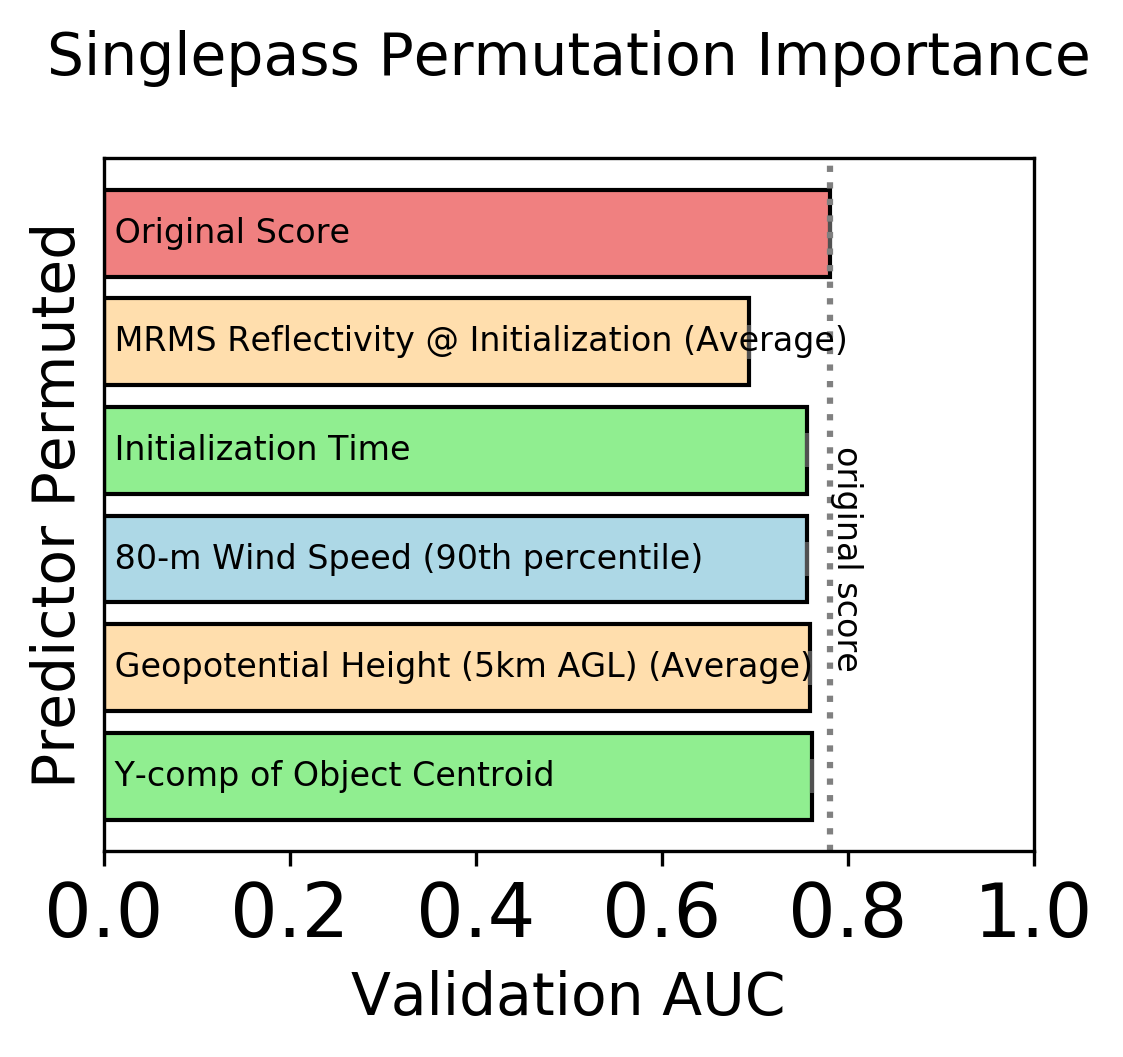 Singlepass Permutation Importance
Predictor Permuted
Original Score
MRMS Reflectivity @ Initialization (Average)
Initialization Time
80-m Wind Speed (90th percentile)
Geopotential Height (5km AGL) (Average)
Y-comp of Object Centroid
original score
0.0 0.2 0.4 0.6 0.8 1.0
Validation AUC